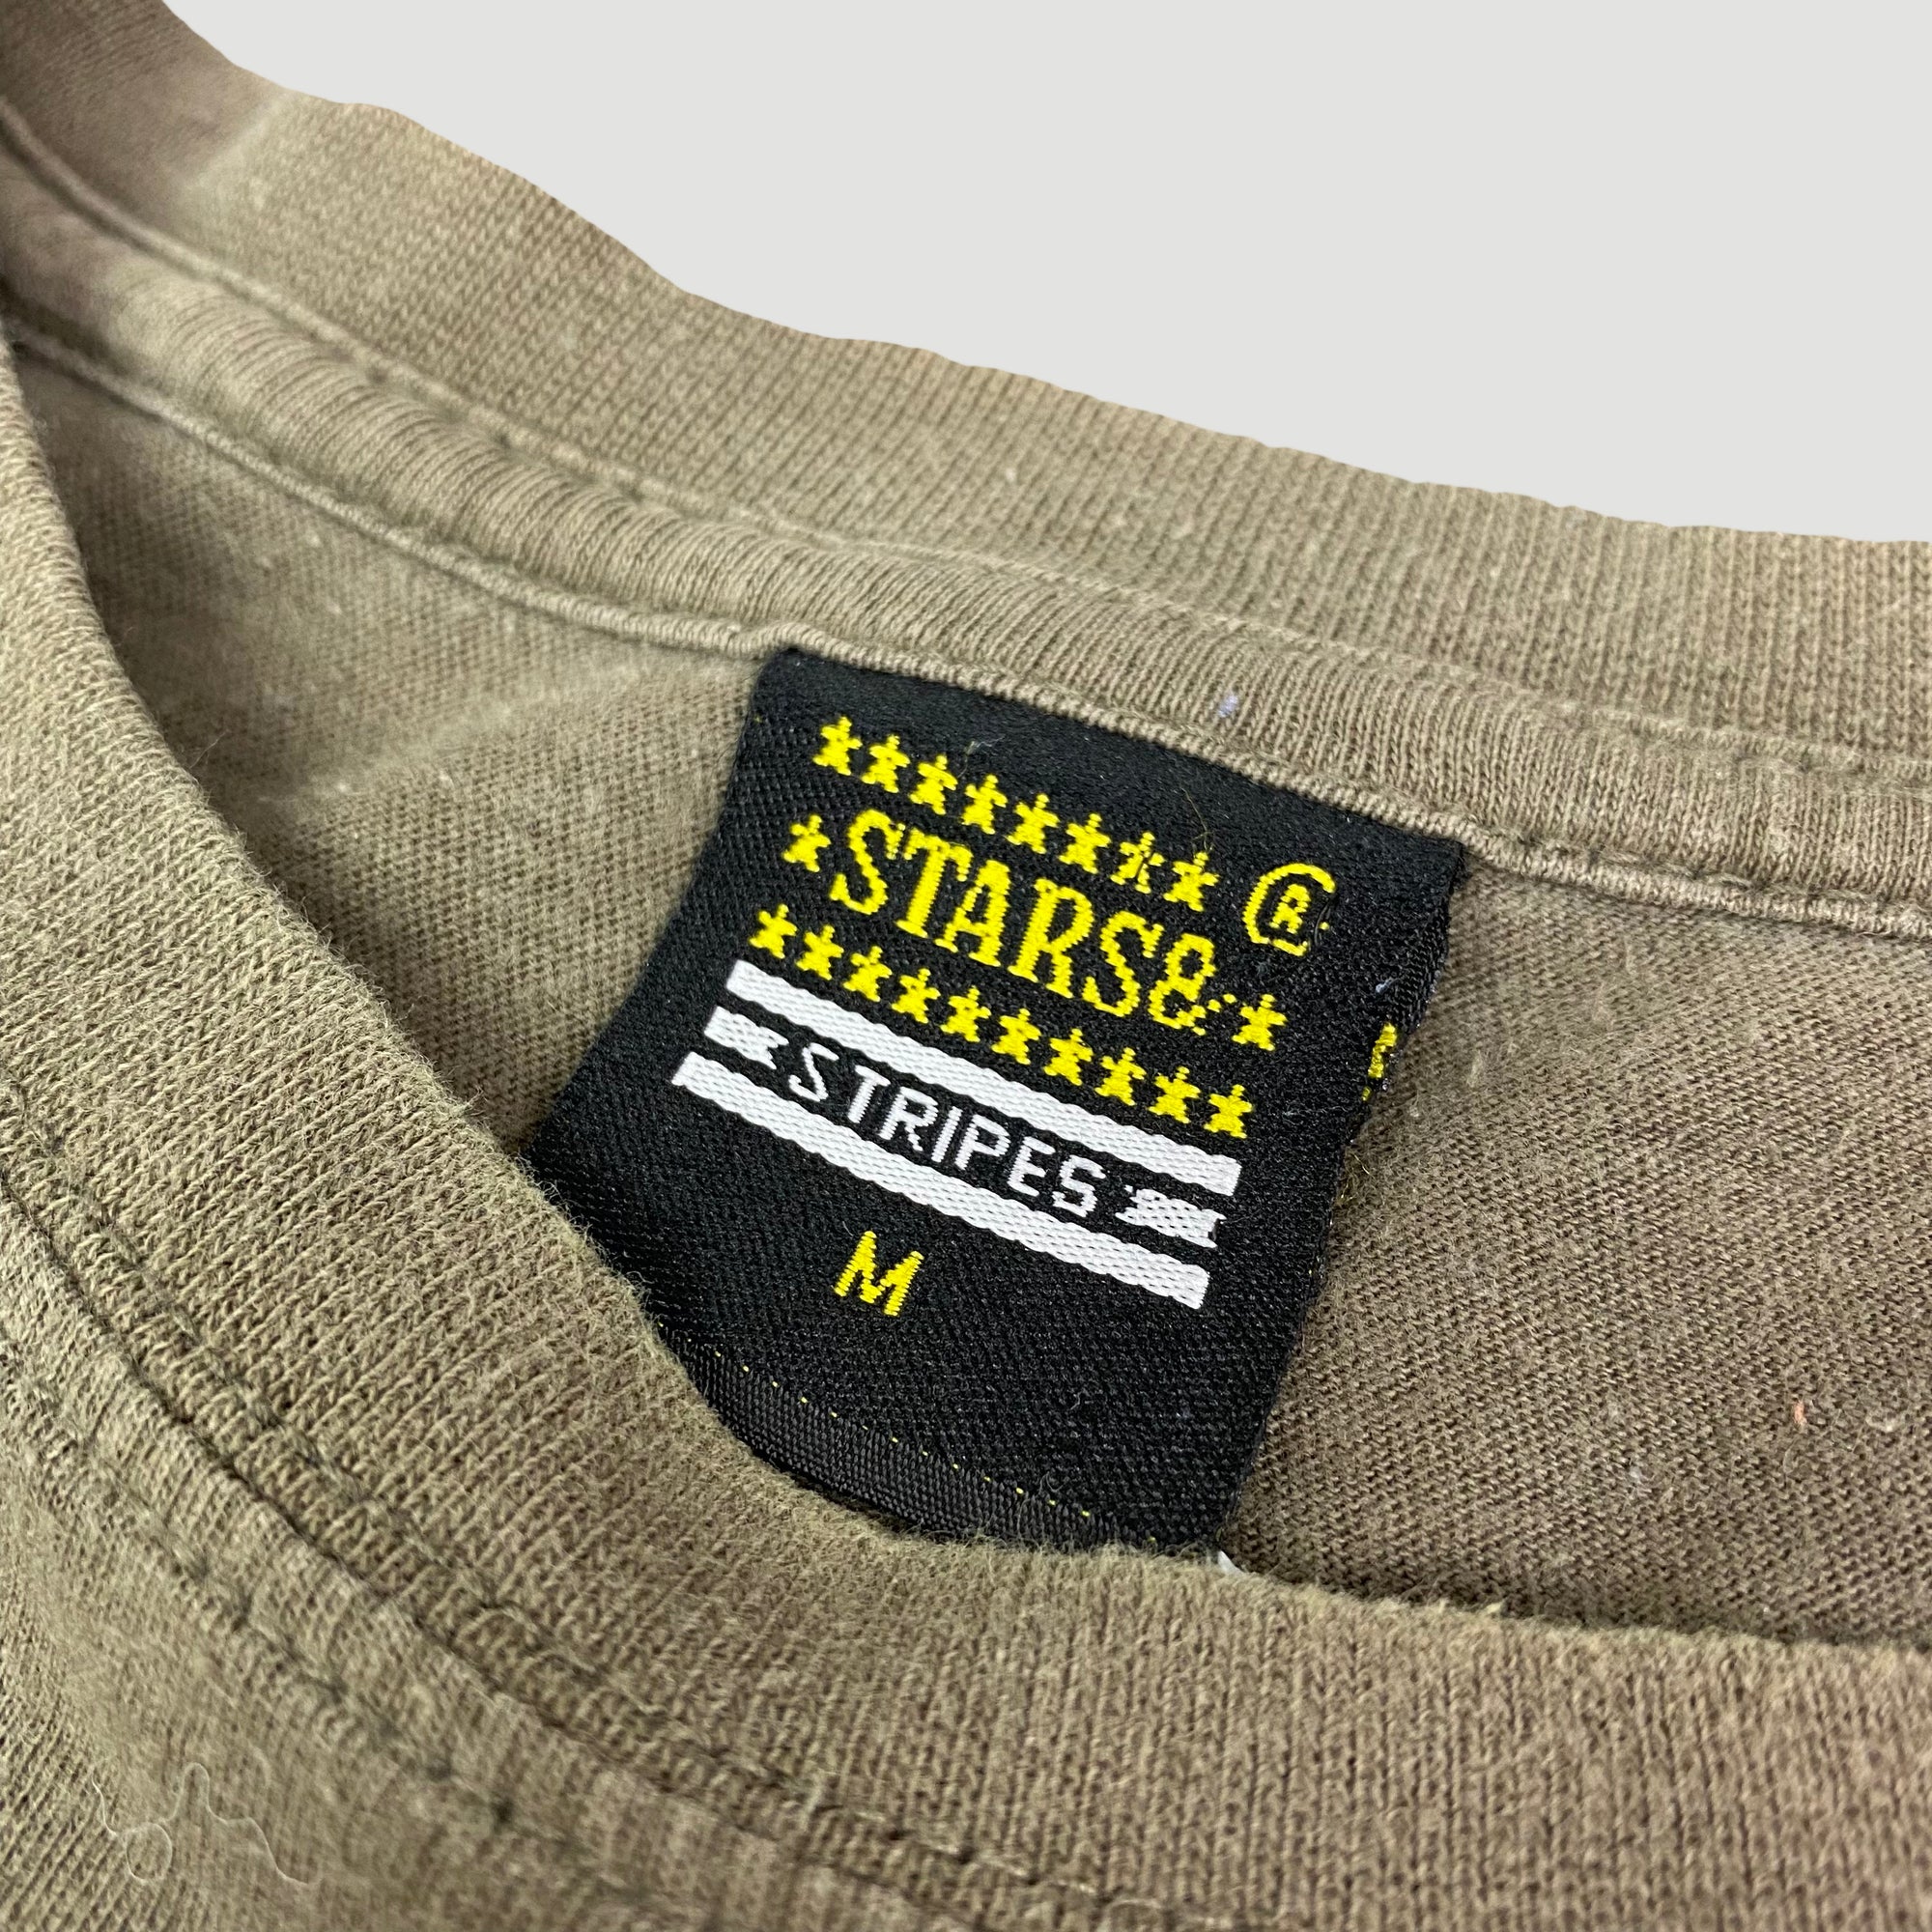 ®
STARS&
STRIPES
M